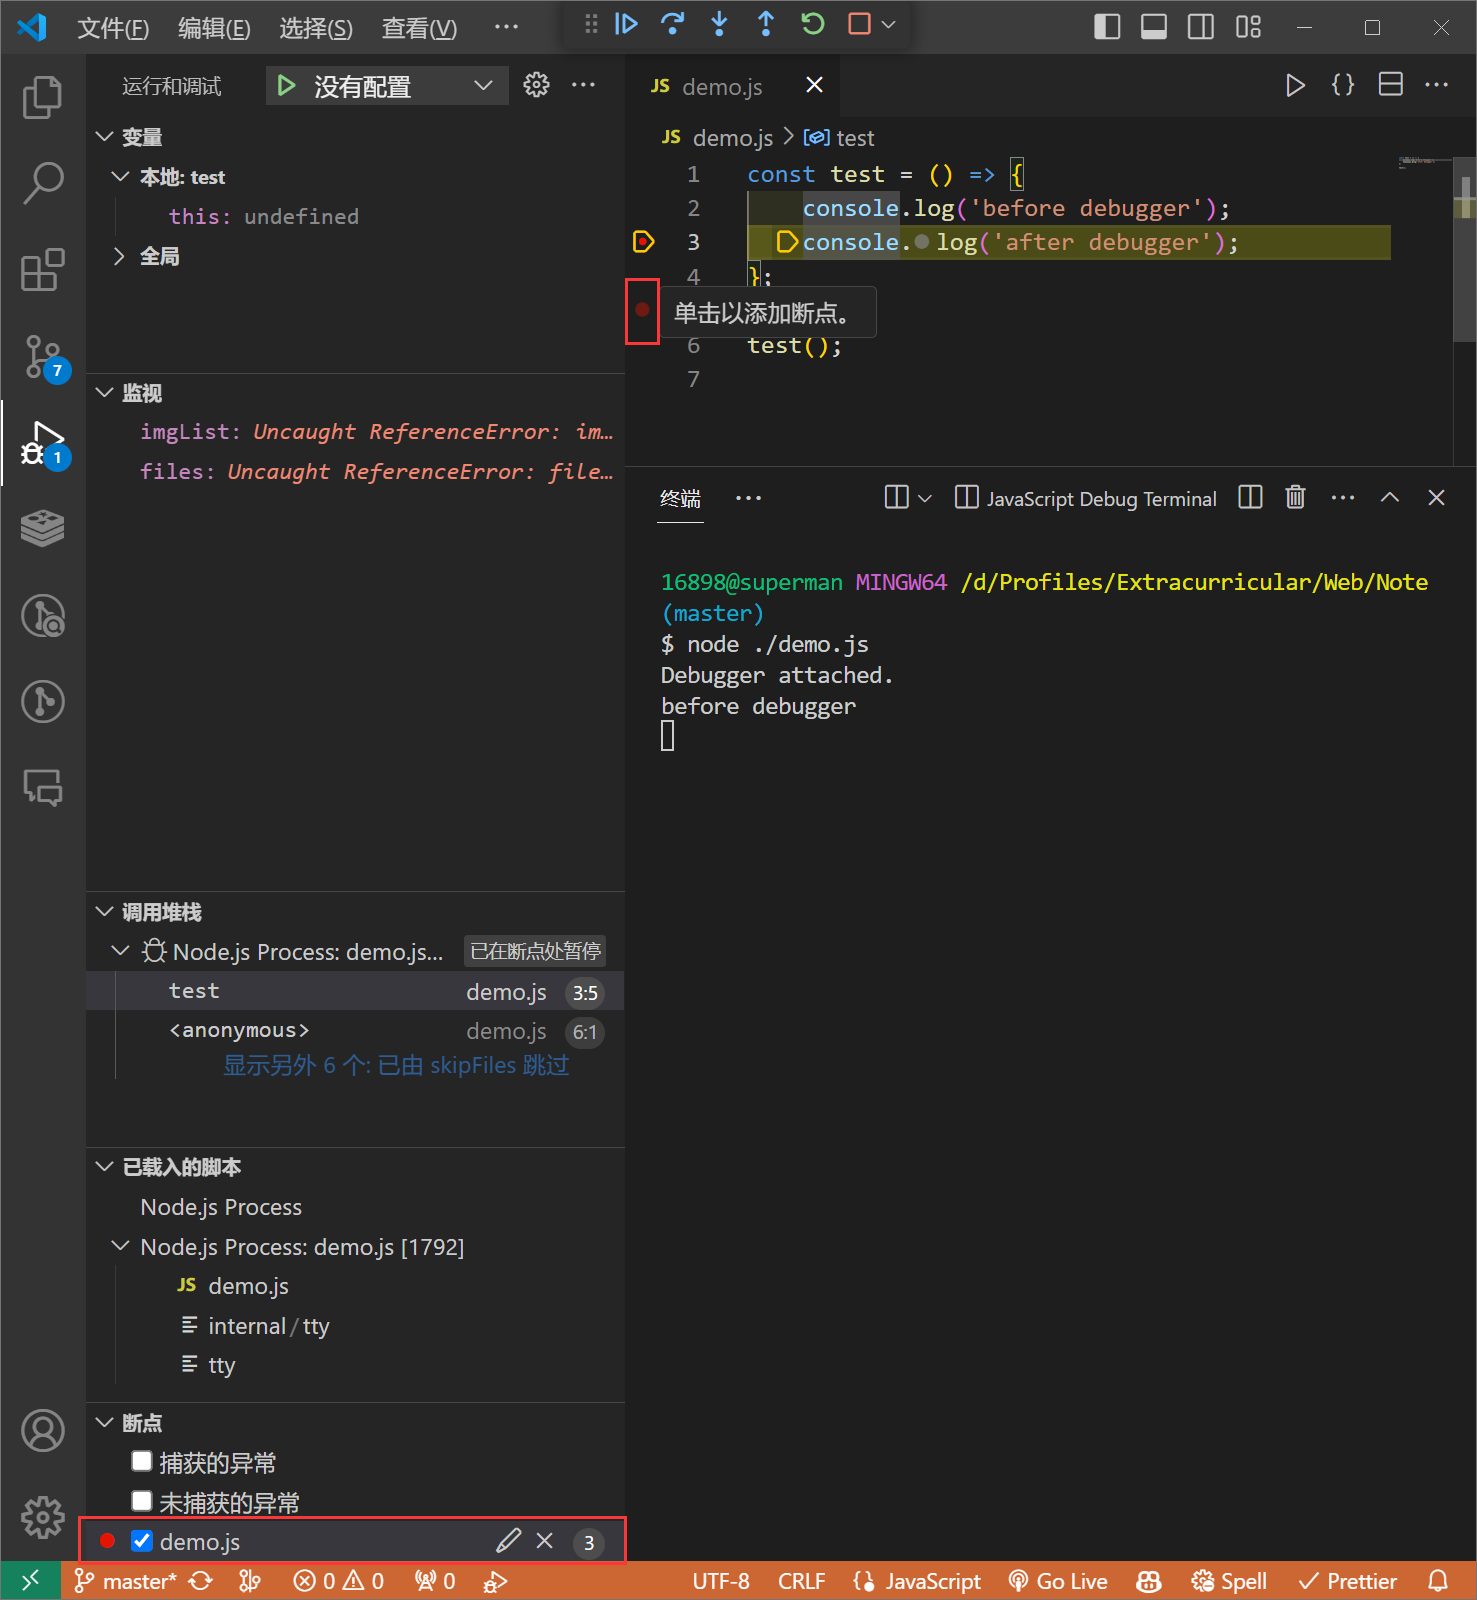 文件(F) 编辑(E) 选择(S) 查看(V) ···
运行和调试 没有配置 ···
变量
本地: test
this: undefined
全局
监视
imgList: Uncaught ReferenceError: im…
files: Uncaught ReferenceError: file…
调用堆栈
Node.js Process: demo.js… 已在断点处暂停
test demo.js 3:5
<anonymous> demo.js 6:1
显示另外 6 个: 已由 skipFiles 跳过
已载入的脚本
Node.js Process
Node.js Process: demo.js [1792]
JS demo.js
internal/tty
tty
断点
捕获的异常
未捕获的异常
demo.js 3
7
1
JS demo.js
JS demo.js > test
1 const test = () => {
2 console.log('before debugger');
3 console.log('after debugger');
4 };
单击以添加断点。
6 test();
7
终端 ··· JavaScript Debug Terminal ···
16898@superman MINGW64 /d/Profiles/Extracurricular/Web/Note
(master)
$ node ./demo.js
Debugger attached.
before debugger
master* 0 0 0 UTF-8 CRLF JavaScript Go Live Spell Prettier